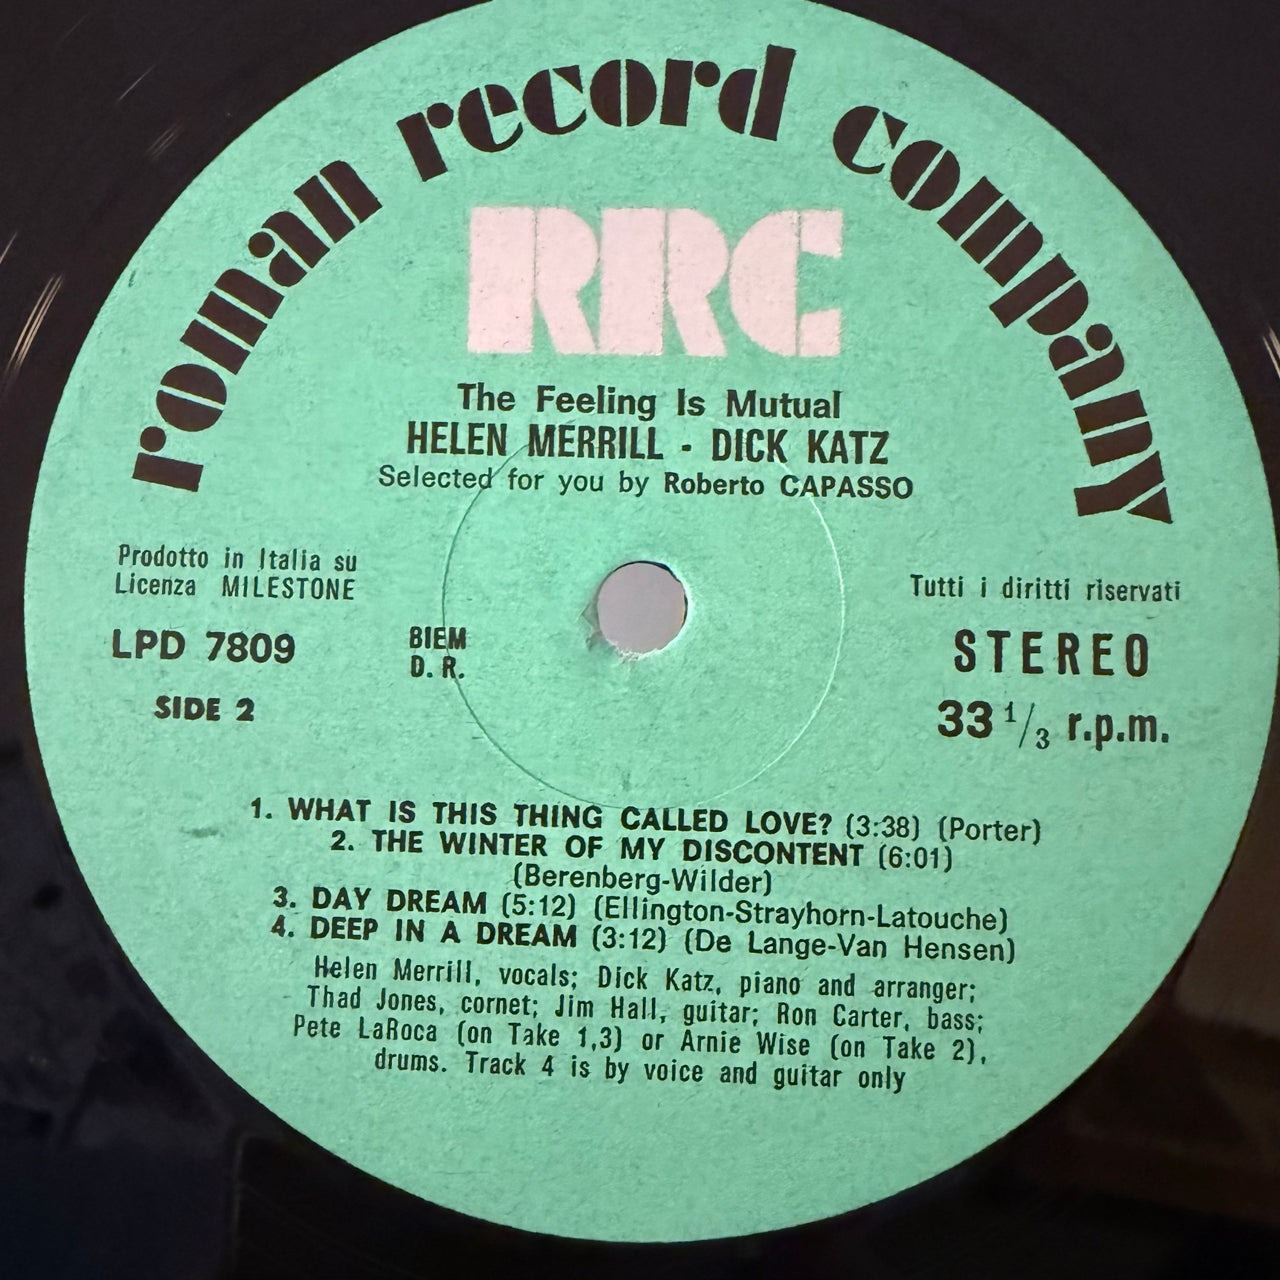 roman record company
RRC
The Feeling Is Mutual
HELEN MERRILL - DICK KATZ
Selected for you by Roberto CAPASSO
Prodotto in Italia su
Licenza MILESTONE
LPD 7809
SIDE 2
BIEM
D. R.
Tutti i diritti riservati
STEREO
33 1/3 r.p.m.
1. WHAT IS THIS THING CALLED LOVE? (3:38) (Porter)
2. THE WINTER OF MY DISCONTENT (6:01)
(Berenberg-Wilder)
3. DAY DREAM (5:12) (Ellington-Strayhorn-Latouche)
4. DEEP IN A DREAM (3:12) (De Lange-Van Hensen)
Helen Merrill, vocals; Dick Katz, piano and arranger;
Thad Jones, cornet; Jim Hall, guitar; Ron Carter, bass;
Pete LaRoca (on Take 1,3) or Arnie Wise (on Take 2),
drums. Track 4 is by voice and guitar only